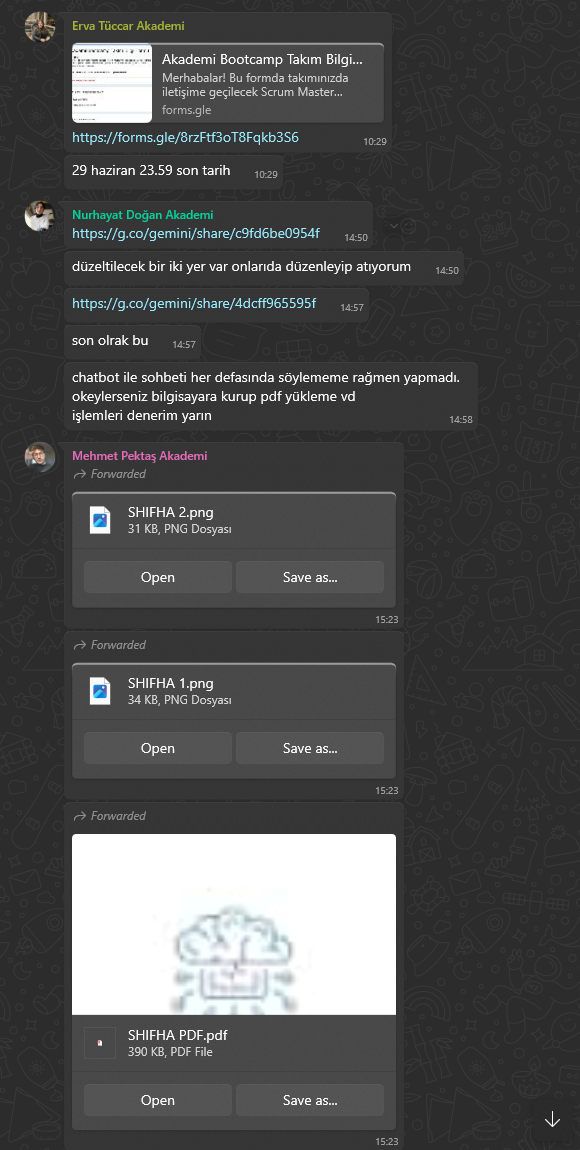 Erva Tüccar Akademi
Akademi Bootcamp Takım Bilgi...
Merhabalar! Bu formda takımınızda
iletişime geçilecek Scrum Master...
forms.gle
https://forms.gle/8rzFtf3oT8Fqkb3S6
10:29
29 haziran 23.59 son tarih
10:29
Nurhayat Doğan Akademi
https://g.co/gemini/share/c9fd6be0954f
14:50
düzeltilecek bir iki yer var onlarıda düzenleyip atıyorum
14:50
https://g.co/gemini/share/4dcff965595f
14:57
son olrak bu
14:57
chatbot ile sohbeti her defasında söylememe rağmen yapmadı.
okeylerseniz bilgisayara kurup pdf yükleme vd
işlemleri denerim yarın
14:58
Mehmet Pektaş Akademi
Forwarded
SHIFHA 2.png
31 KB, PNG Dosyası
Open Save as...
15:23
Forwarded
SHIFHA 1.png
34 KB, PNG Dosyası
Open Save as...
15:23
Forwarded
SHIFHA PDF.pdf
390 KB, PDF File
Open Save as...
15:23